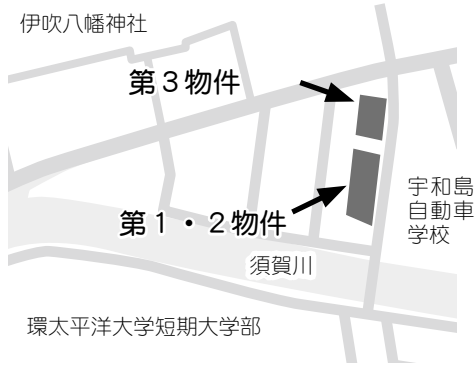 伊吹八幡神社
第３物件
宇和島
自動車
学校
第１・２物件
須賀川
環太平洋大学短期大学部